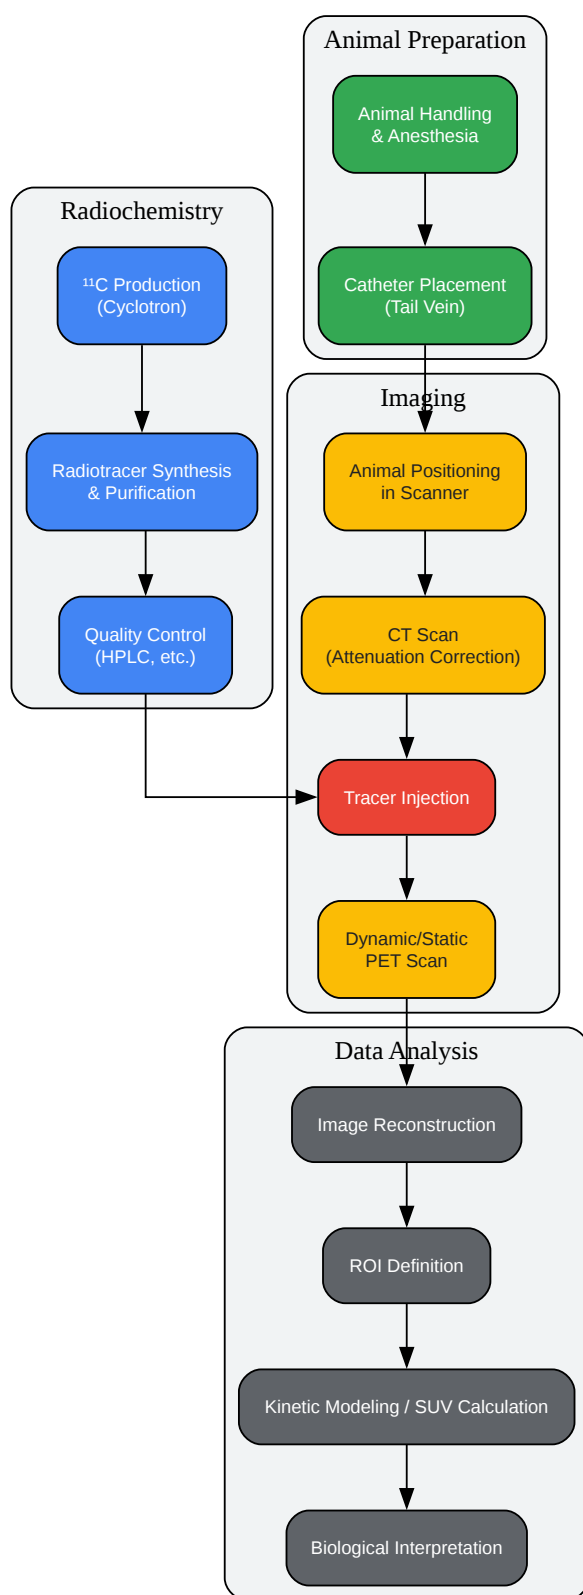 Animal Preparation
Animal Handling
& Anesthesia
Catheter Placement
(Tail Vein)
Radiochemistry
¹¹C Production
(Cyclotron)
Radiotracer Synthesis
& Purification
Quality Control
(HPLC, etc.)
Imaging
Animal Positioning
in Scanner
CT Scan
(Attenuation Correction)
Tracer Injection
Dynamic/Static
PET Scan
Data Analysis
Image Reconstruction
ROI Definition
Kinetic Modeling / SUV Calculation
Biological Interpretation